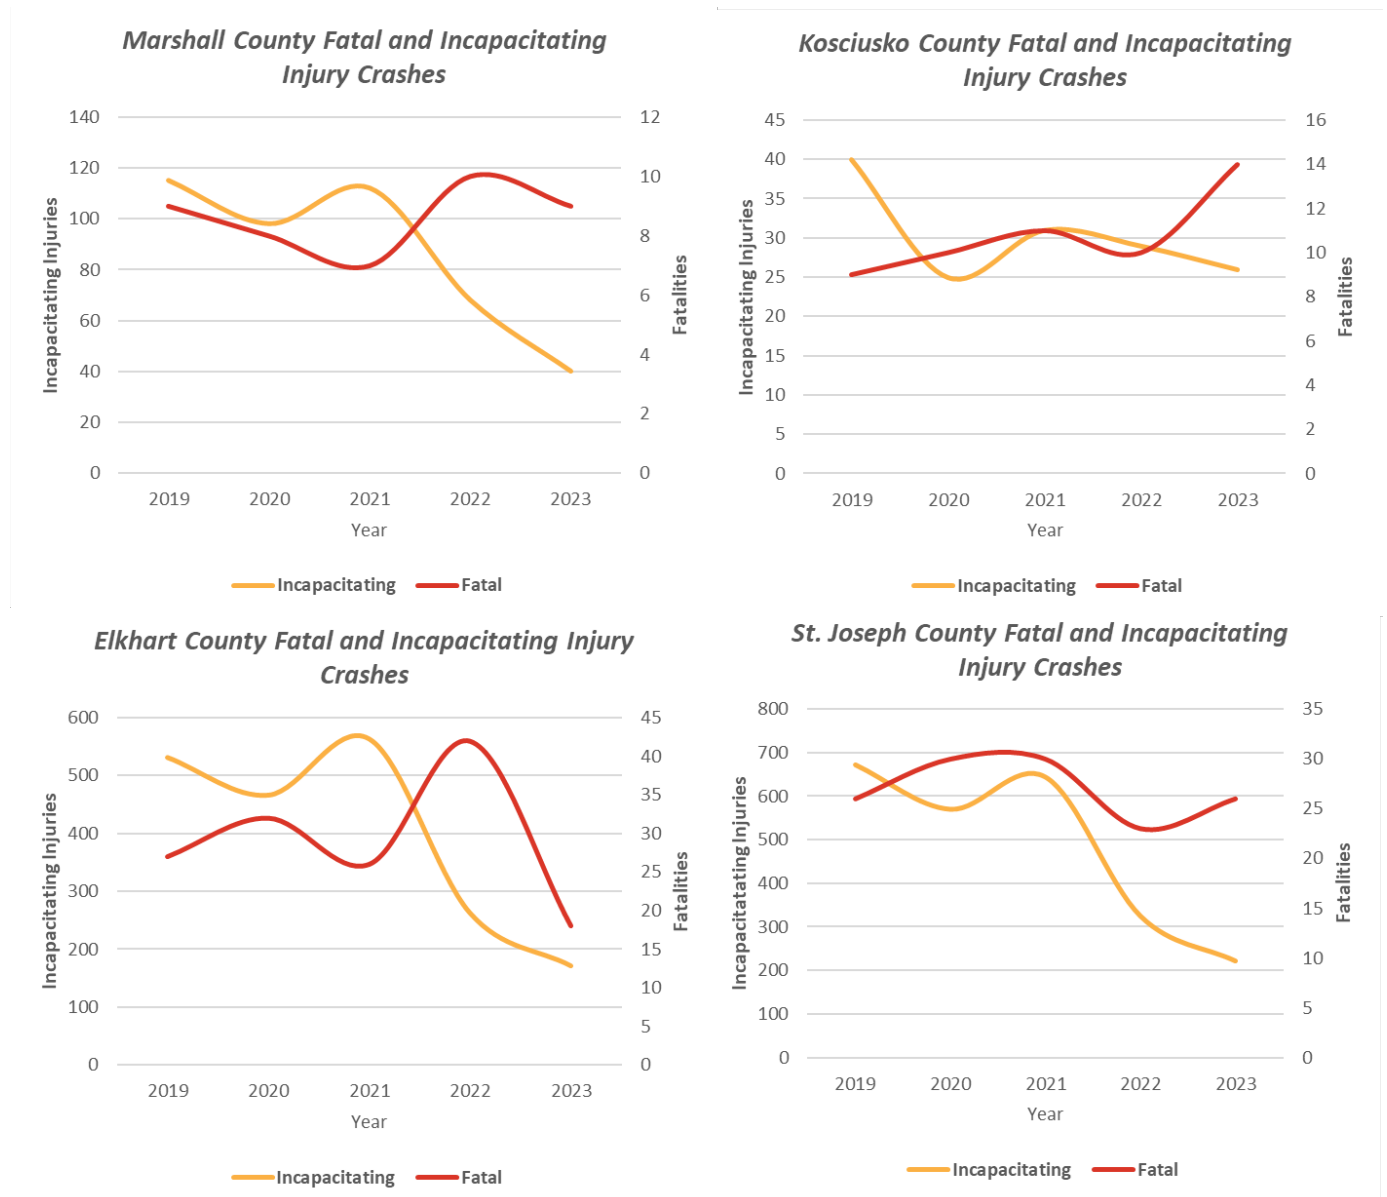 Marshall County Fatal and Incapacitating
Injury Crashes
140
120
100
80
60
40
20
0
12
10
8
6
4
2
0
Incapacitating Injuries
Fatalities
2019 2020 2021 2022 2023
Year
Incapacitating Fatal
Kosciusko County Fatal and Incapacitating
Injury Crashes
45
40
35
30
25
20
15
10
5
0
16
14
12
10
8
6
4
2
0
Incapacitating Injuries
Fatalities
2019 2020 2021 2022 2023
Year
Incapacitating Fatal
Elkhart County Fatal and Incapacitating Injury
Crashes
600
500
400
300
200
100
0
45
40
35
30
25
20
15
10
5
0
Incapacitating Injuries
Fatalities
2019 2020 2021 2022 2023
Year
Incapacitating Fatal
St. Joseph County Fatal and Incapacitating
Injury Crashes
800
700
600
500
400
300
200
100
0
35
30
25
20
15
10
5
0
Incapacitatating Injuries
Fatalities
2019 2020 2021 2022 2023
Year
Incapacitating Fatal